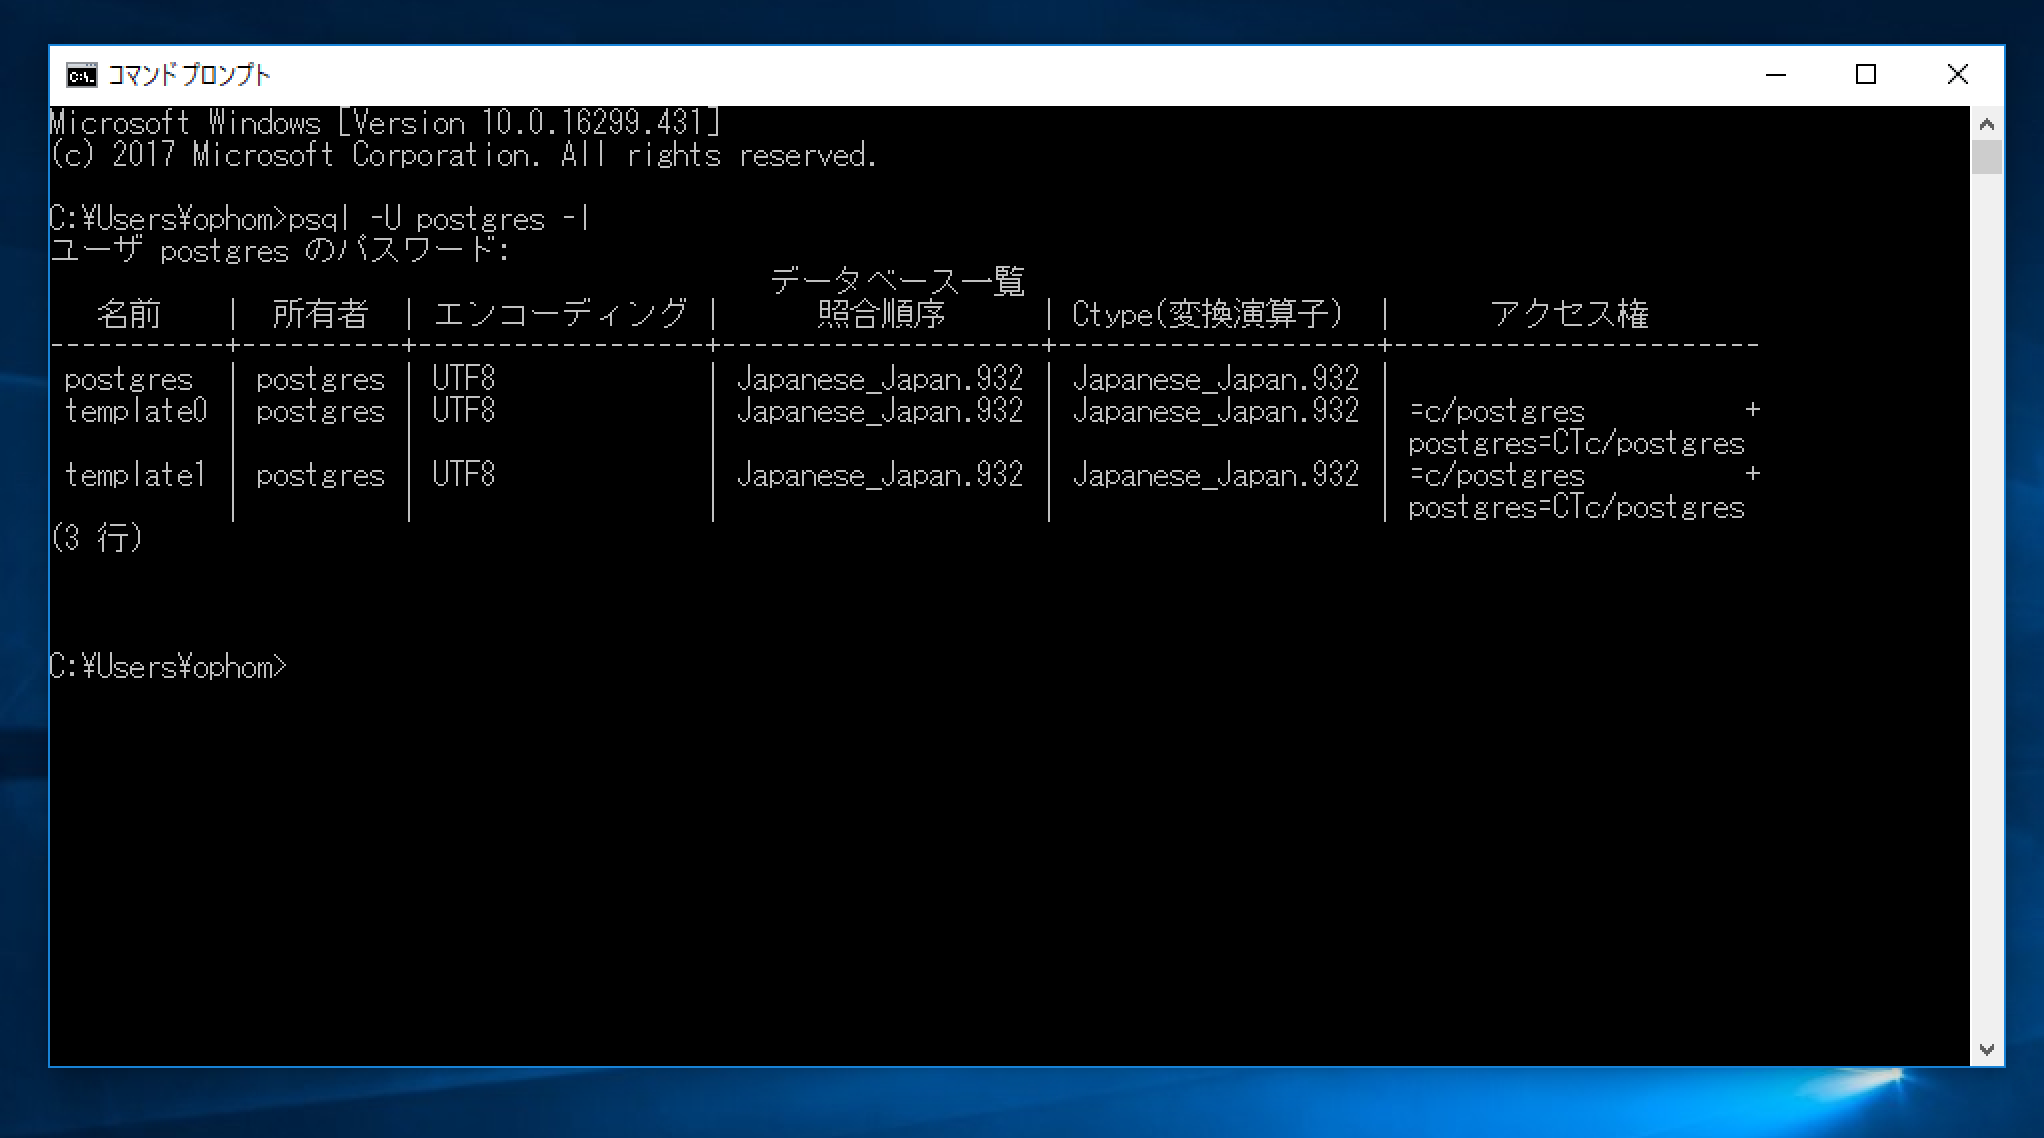 コマンド プロンプト
Microsoft Windows [Version 10.0.16299.431]
(c) 2017 Microsoft Corporation. All rights reserved.
C:¥Users¥ophom>psql -U postgres -l
ユーザ postgres のパスワード:
データベース一覧
名前 | 所有者 | エンコーディング | 照合順序 | Ctype(変換演算子) | アクセス権
-----------+----------+------------------+--------------------+--------------------+-----------------------
postgres | postgres | UTF8 | Japanese_Japan.932 | Japanese_Japan.932 |
template0 | postgres | UTF8 | Japanese_Japan.932 | Japanese_Japan.932 | =c/postgres +
| | | | | postgres=CTc/postgres
template1 | postgres | UTF8 | Japanese_Japan.932 | Japanese_Japan.932 | =c/postgres +
| | | | | postgres=CTc/postgres
(3 行)
C:¥Users¥ophom>